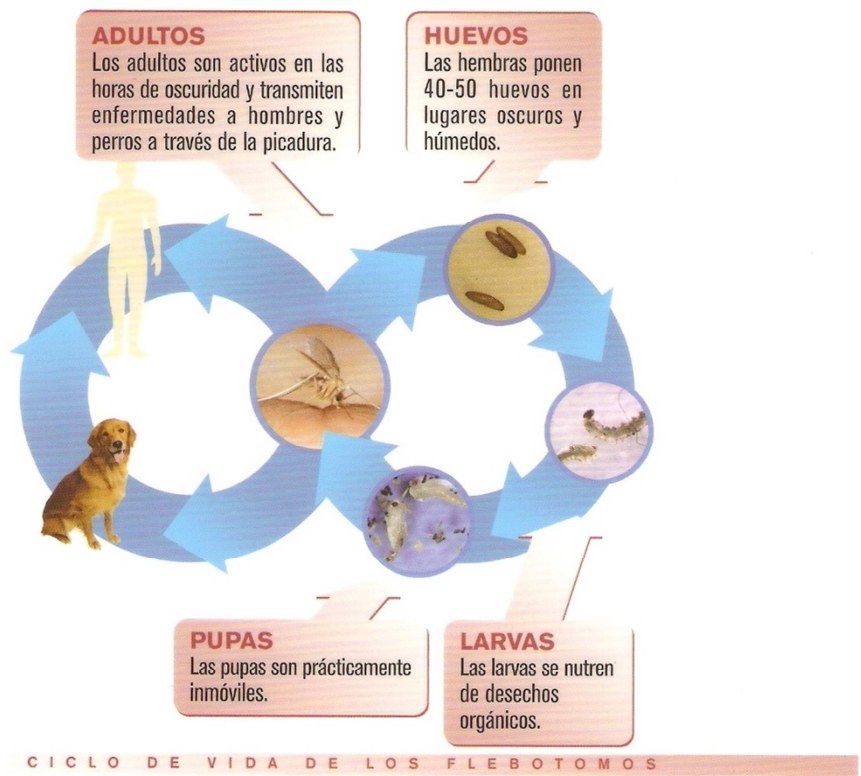 ADULTOS
Los adultos son activos en las
horas de oscuridad y transmiten
enfermedades a hombres y
perros a través de la picadura.
HUEVOS
Las hembras ponen
40-50 huevos en
lugares oscuros y
húmedos.
PUPAS
Las pupas son prácticamente
inmóviles.
LARVAS
Las larvas se nutren
de desechos
orgánicos.
CICLO DE VIDA DE LOS FLEBOTOMOS